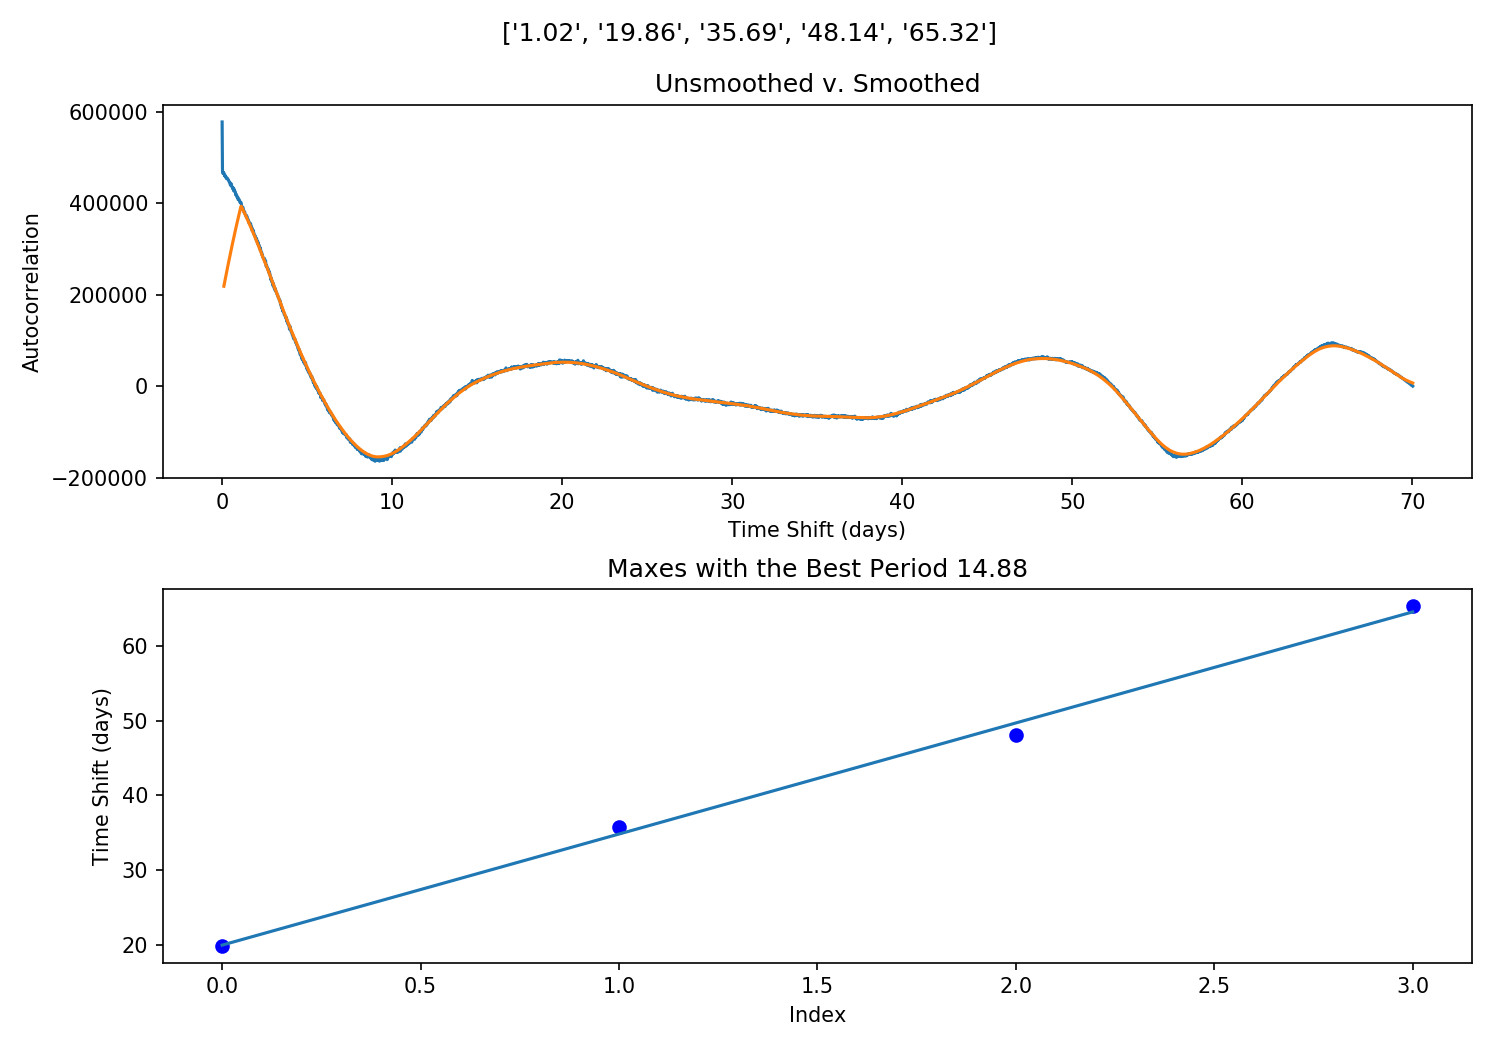 ['1.02', '19.86', '35.69', '48.14', '65.32']
Unsmoothed v. Smoothed
600000
400000
200000
0
−200000
Autocorrelation
0 10 20 30 40 50 60 70
Time Shift (days)
Maxes with the Best Period 14.88
60
50
40
30
20
Time Shift (days)
0.0 0.5 1.0 1.5 2.0 2.5 3.0
Index